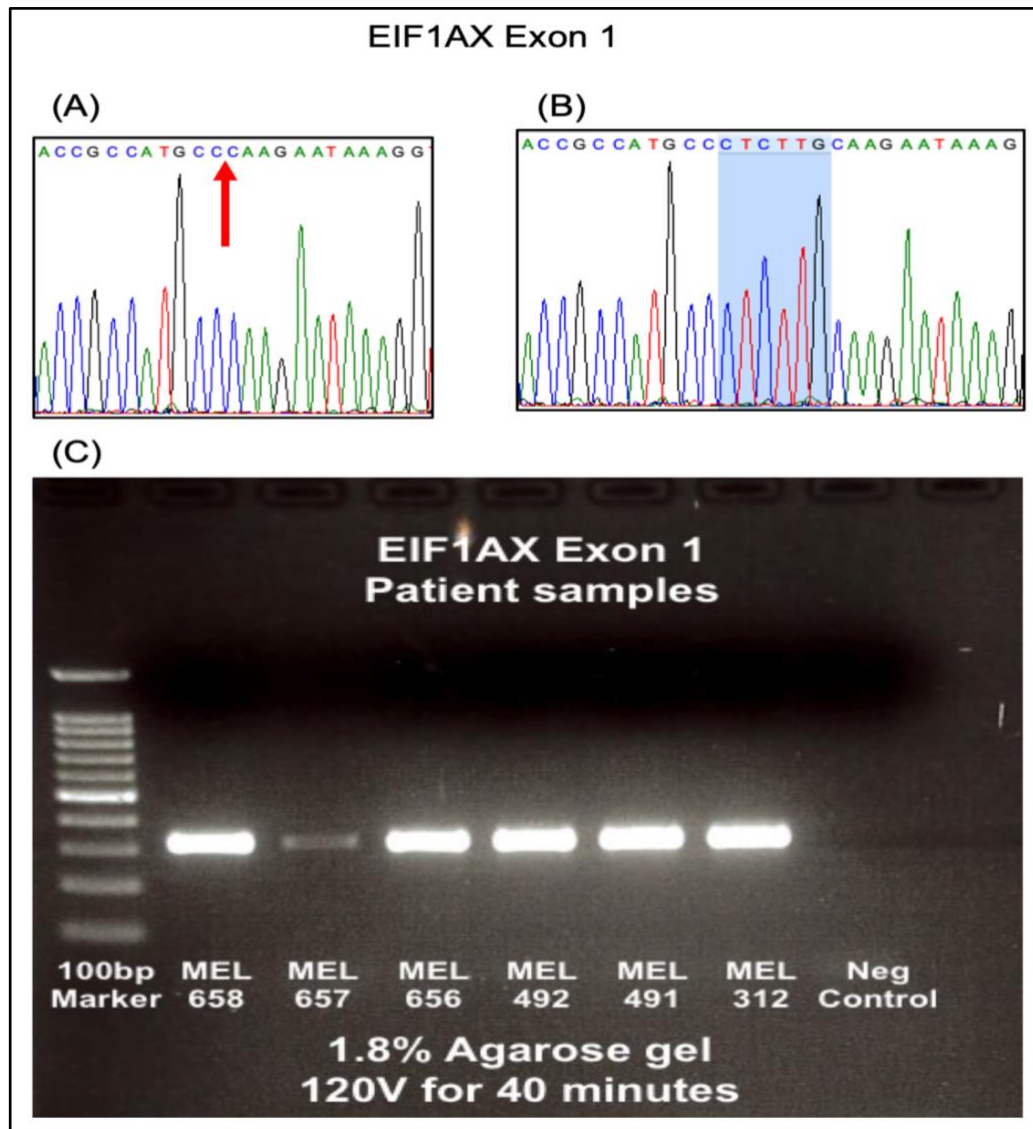 EIF1AX Exon 1
(A)
(B)
ACCGCCATGCCCAAGAATAAAGG
ACCGCCATGCCCTCTTGCAAGAATAAAG
(C)
EIF1AX Exon 1
Patient samples
100bp MEL MEL MEL MEL MEL MEL Neg
Marker 658 657 656 492 491 312 Control
1.8% Agarose gel
120V for 40 minutes